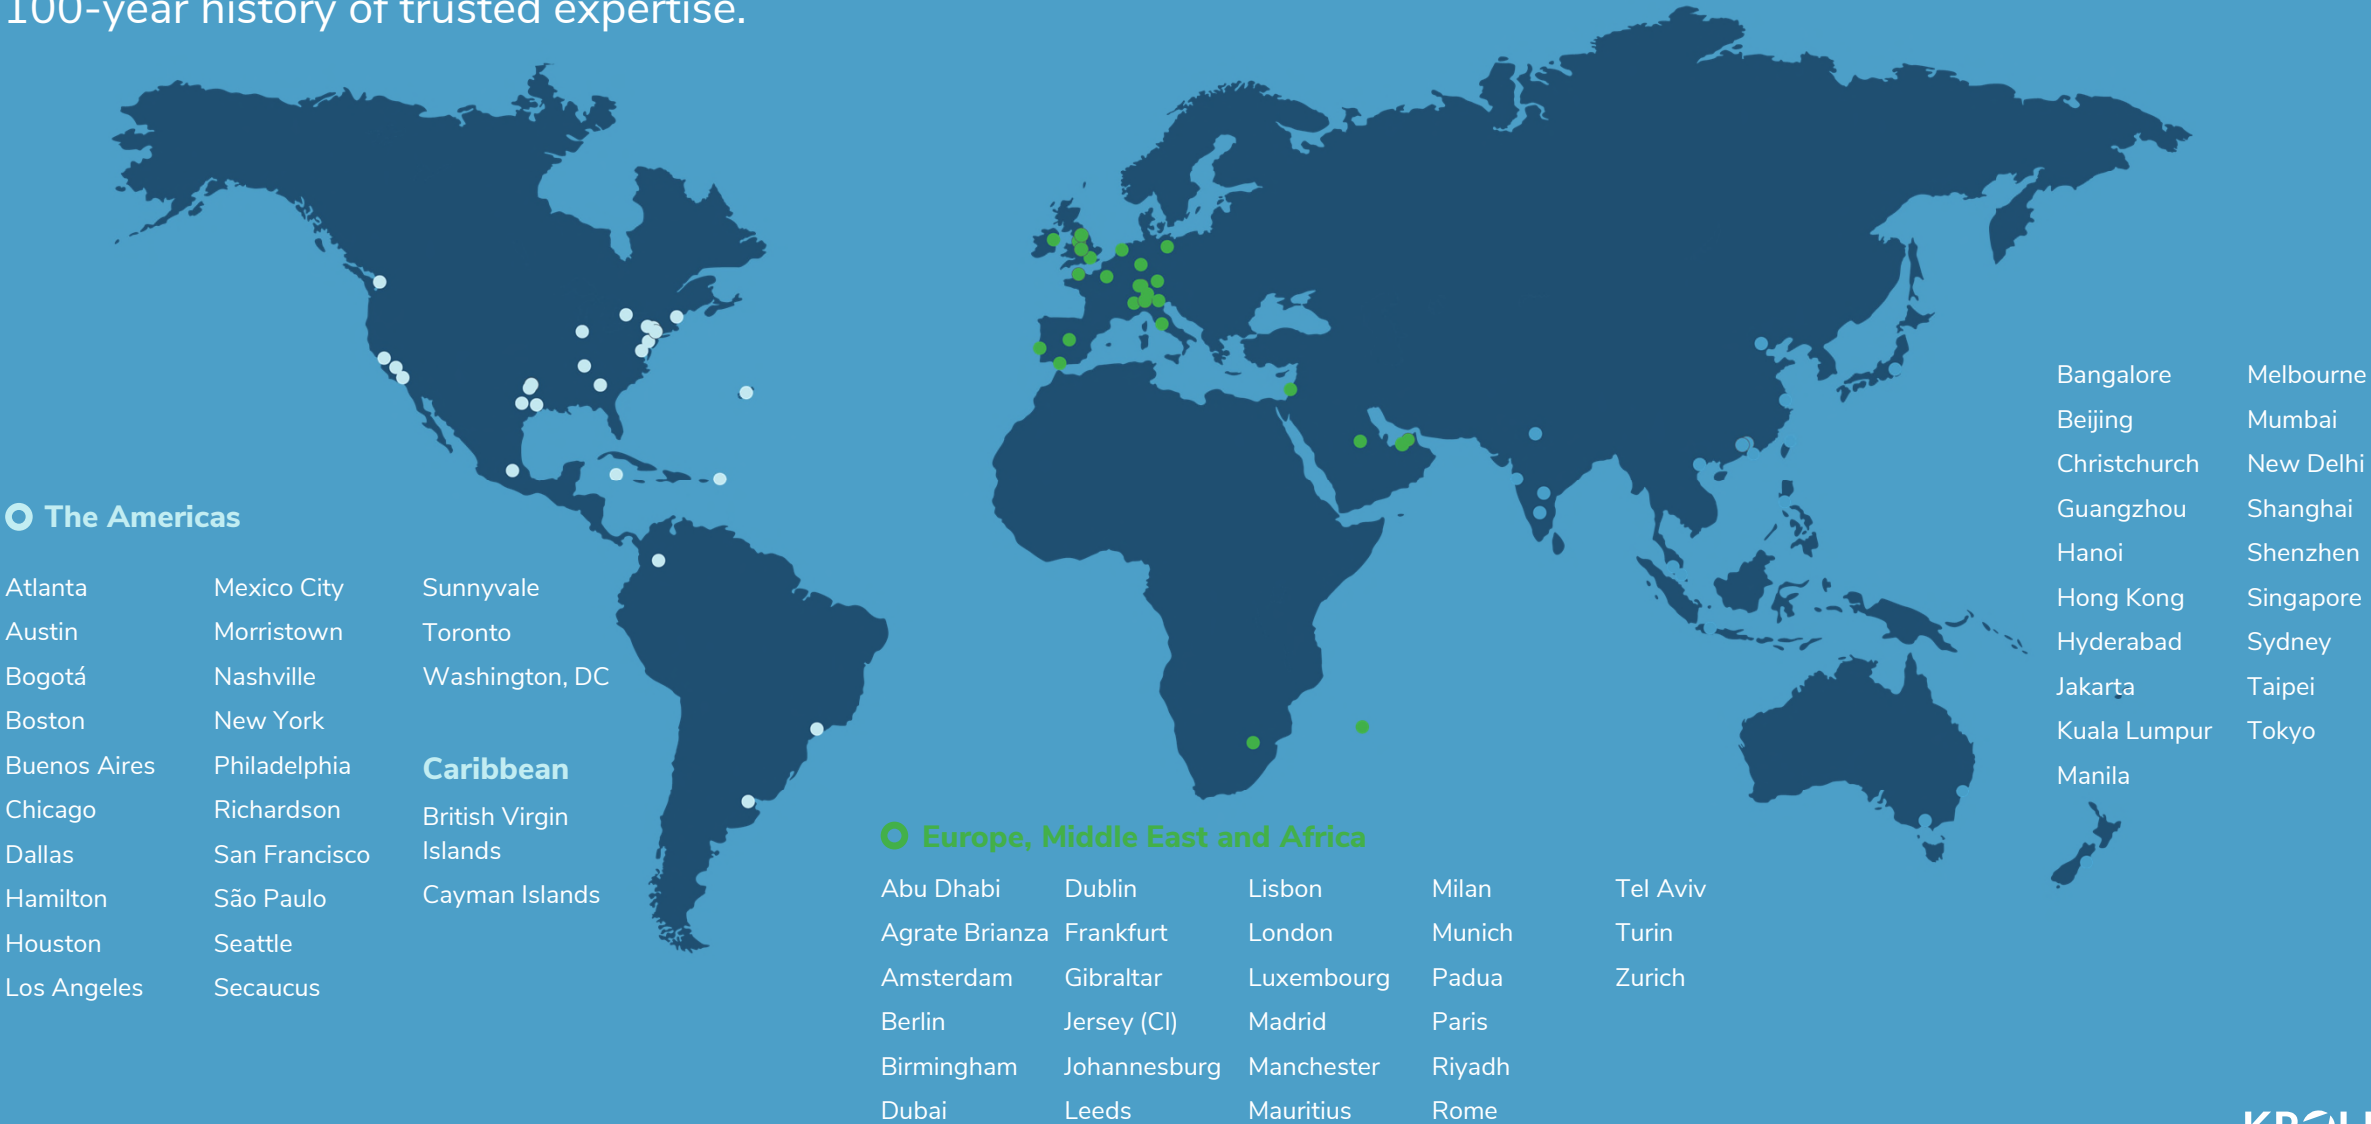 100-year history of trusted expertise.
The Americas
Atlanta
Austin
Bogotá
Boston
Buenos Aires
Chicago
Dallas
Hamilton
Houston
Los Angeles
Mexico City
Morristown
Nashville
New York
Philadelphia
Richardson
San Francisco
São Paulo
Seattle
Secaucus
Sunnyvale
Toronto
Washington, DC
Caribbean
British Virgin
Islands
Cayman Islands
Europe, Middle East and Africa
Abu Dhabi
Agrate Brianza
Amsterdam
Berlin
Birmingham
Dubai
Dublin
Frankfurt
Gibraltar
Jersey (CI)
Johannesburg
Leeds
Lisbon
London
Luxembourg
Madrid
Manchester
Mauritius
Milan
Munich
Padua
Paris
Riyadh
Rome
Tel Aviv
Turin
Zurich
Bangalore
Beijing
Christchurch
Guangzhou
Hanoi
Hong Kong
Hyderabad
Jakarta
Kuala Lumpur
Manila
Melbourne
Mumbai
New Delhi
Shanghai
Shenzhen
Singapore
Sydney
Taipei
Tokyo